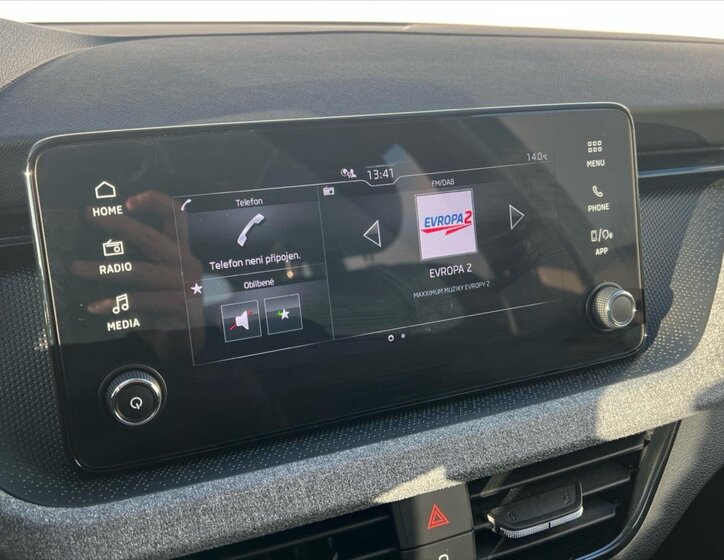 HOME
RADIO
MEDIA
13:41
14.0°C
Telefon
Telefon není připojen.
Oblíbené
FM/DAB
EVROPA 2
EVROPA 2
MAXXIMUM MUZIKY EVROPY 2
MENU
PHONE
APP